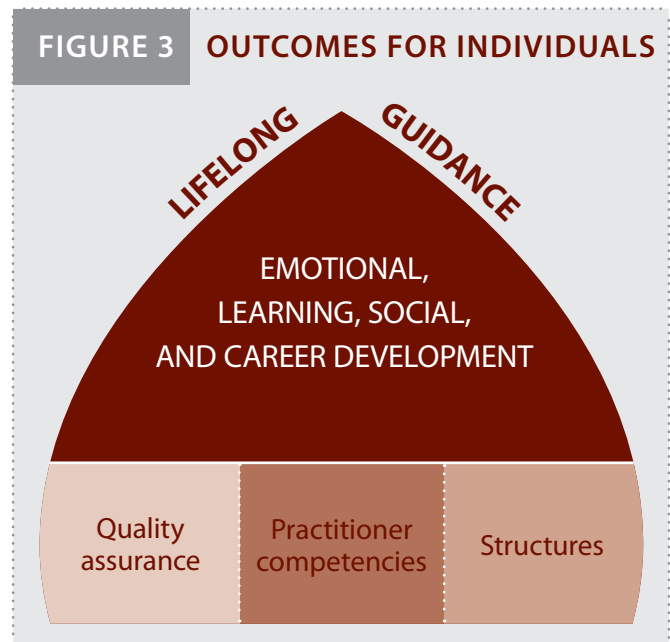 FIGURE 3
OUTCOMES FOR INDIVIDUALS
LIFELONG
GUIDANCE
EMOTIONAL,
LEARNING, SOCIAL,
AND CAREER DEVELOPMENT
Quality
assurance
Practitioner
competencies
Structures